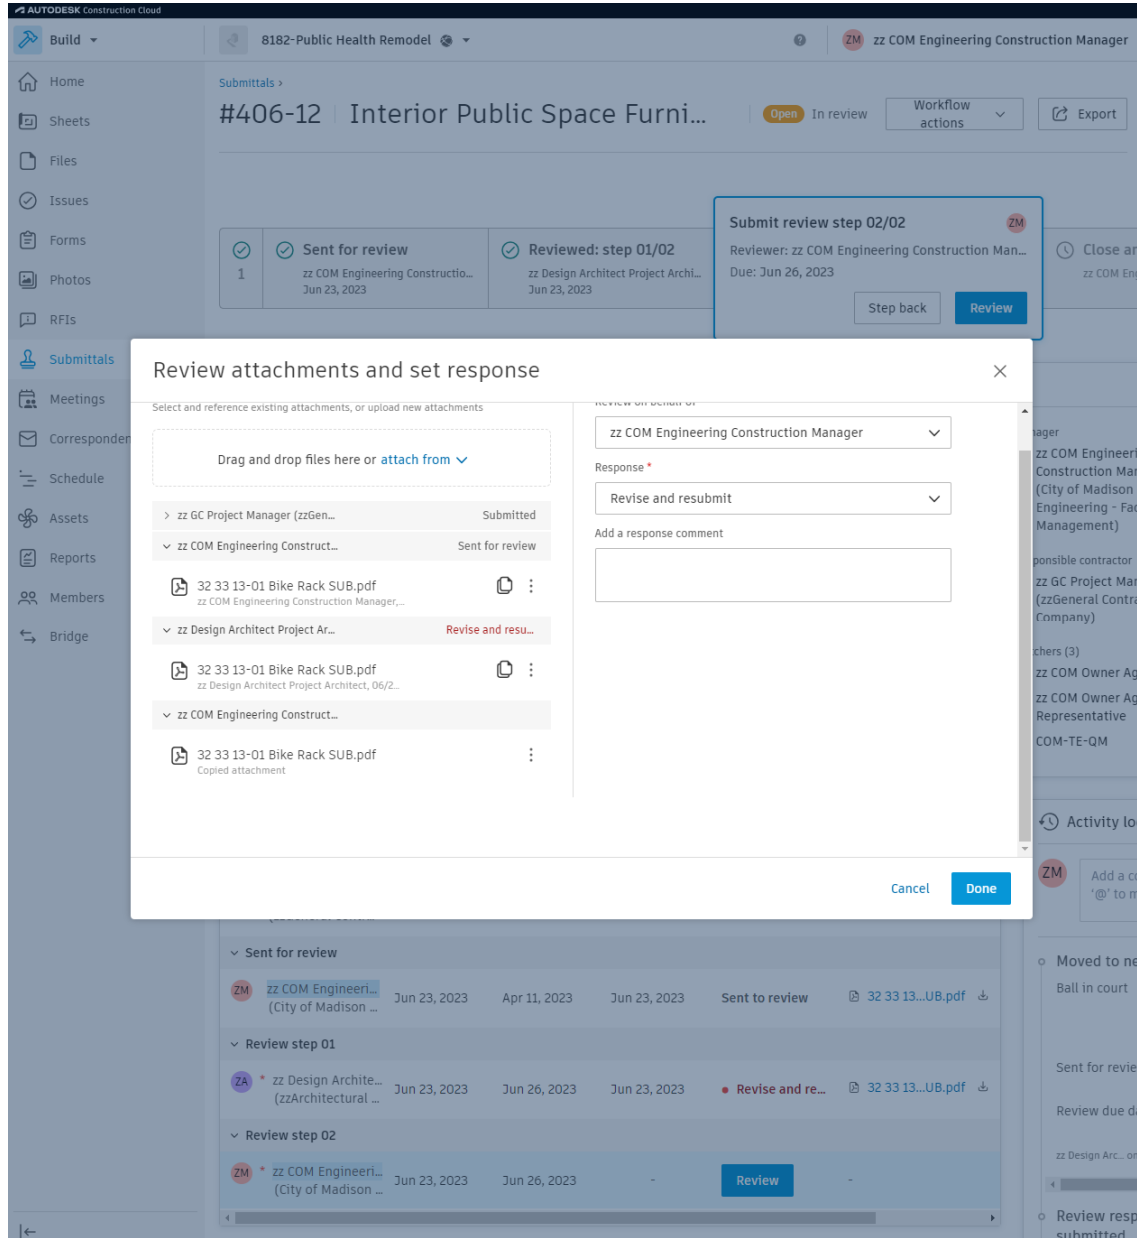 AUTODESK Construction Cloud
Build
8182-Public Health Remodel
ZM
zz COM Engineering Construction Manager
Home
Sheets
Files
Issues
Forms
Photos
RFIs
Submittals
Meetings
Corresponden
Schedule
Assets
Reports
Members
Bridge
Submittals ›
#406-12
Interior Public Space Furni...
Open
In review
Workflow
actions
Export
1
Sent for review
zz COM Engineering Constructio...
Jun 23, 2023
Reviewed: step 01/02
zz Design Architect Project Archi...
Jun 23, 2023
Submit review step 02/02
ZM
Reviewer: zz COM Engineering Construction Man...
Due: Jun 26, 2023
Step back
Review
Close an
zz COM Eng
Review attachments and set response
Select and reference existing attachments, or upload new attachments
Drag and drop files here or attach from
zz GC Project Manager (zzGen...
Submitted
zz COM Engineering Construct...
Sent for review
32 33 13-01 Bike Rack SUB.pdf
zz COM Engineering Construction Manager,...
zz Design Architect Project Ar...
Revise and resu...
32 33 13-01 Bike Rack SUB.pdf
zz Design Architect Project Architect, 06/2...
zz COM Engineering Construct...
32 33 13-01 Bike Rack SUB.pdf
Copied attachment
Review on behalf of
zz COM Engineering Construction Manager
Response *
Revise and resubmit
Add a response comment
Cancel
Done
nager
zz COM Engineeri
Construction Mar
(City of Madison
Engineering - Fac
Management)
ponsible contractor
zz GC Project Mar
(zzGeneral Contra
Company)
chers (3)
zz COM Owner Ag
zz COM Owner Ag
Representative
COM-TE-QM
Activity lo
ZM
Add a co
'@' to m
Moved to ne
Ball in court
Sent for revie
Review due da
zz Design Arc... on
Review resp
submitted
Sent for review
ZM
zz COM Engineeri...
(City of Madison ...
Jun 23, 2023
Apr 11, 2023
Jun 23, 2023
Sent to review
32 33 13...UB.pdf
Review step 01
ZA
* zz Design Archite...
(zzArchitectural ...
Jun 23, 2023
Jun 26, 2023
Jun 23, 2023
Revise and re...
32 33 13...UB.pdf
Review step 02
ZM
* zz COM Engineeri...
(City of Madison ...
Jun 23, 2023
Jun 26, 2023
-
Review
-